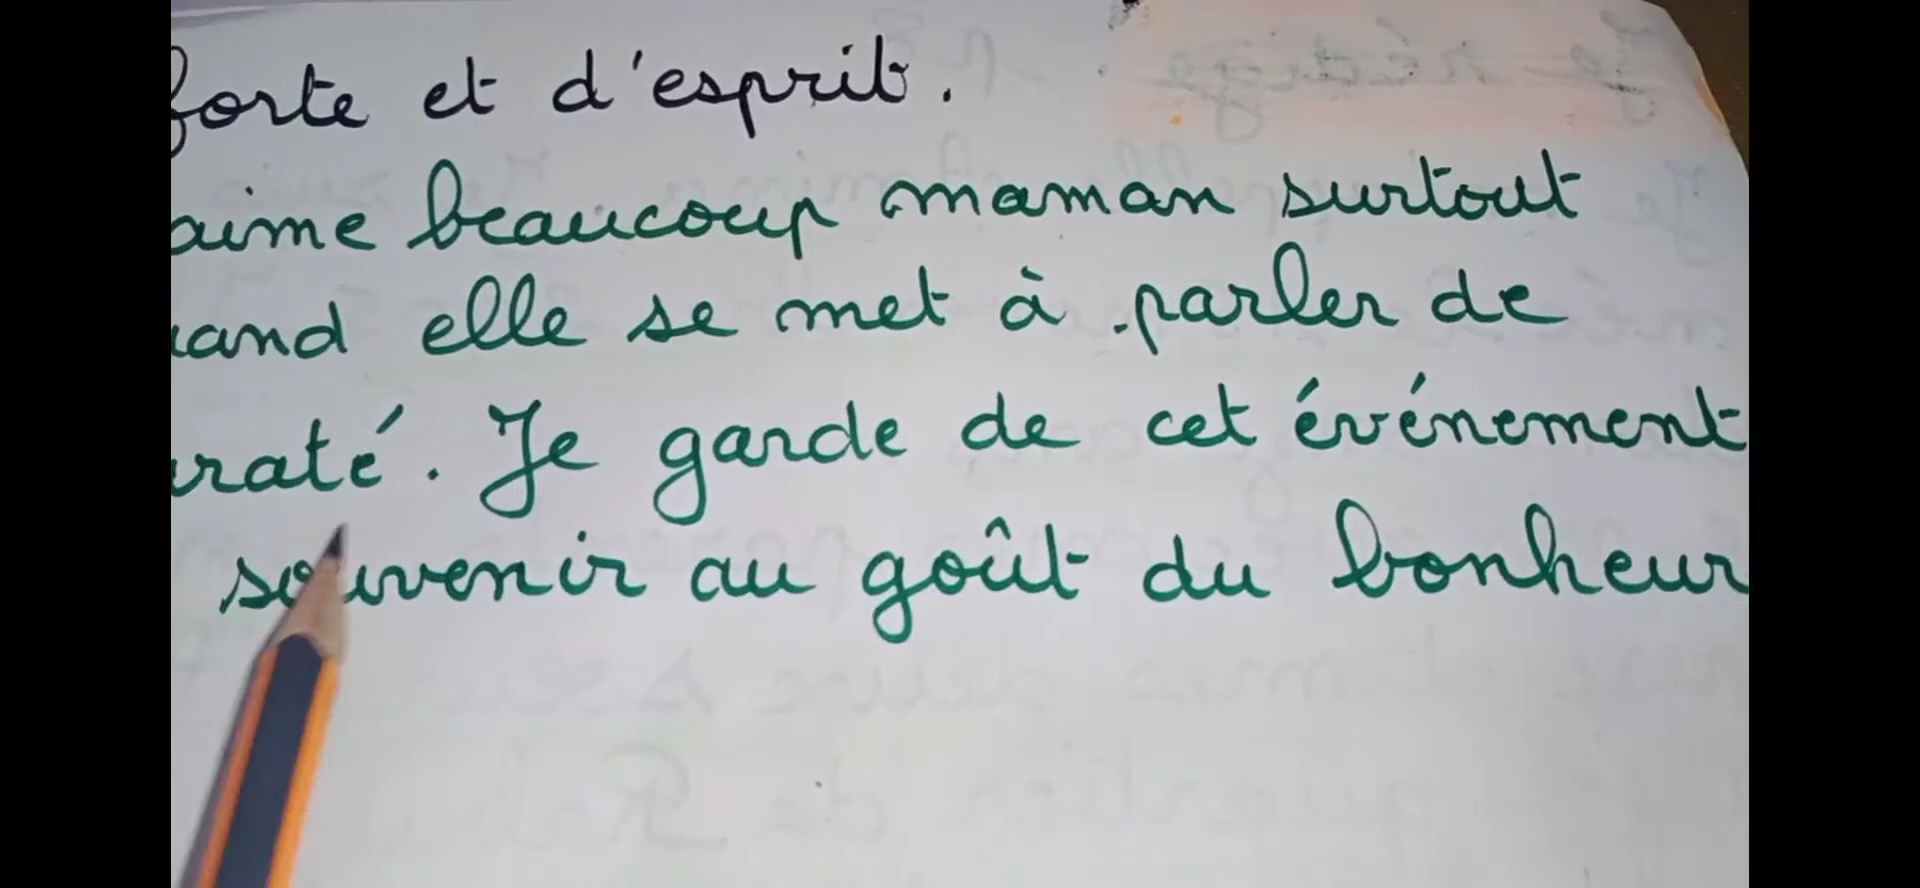 forte et d'esprit.
aime beaucoup maman surtout
and elle se met à parler de
raté. Je garde de cet événement
souvenir au goût du bonheur